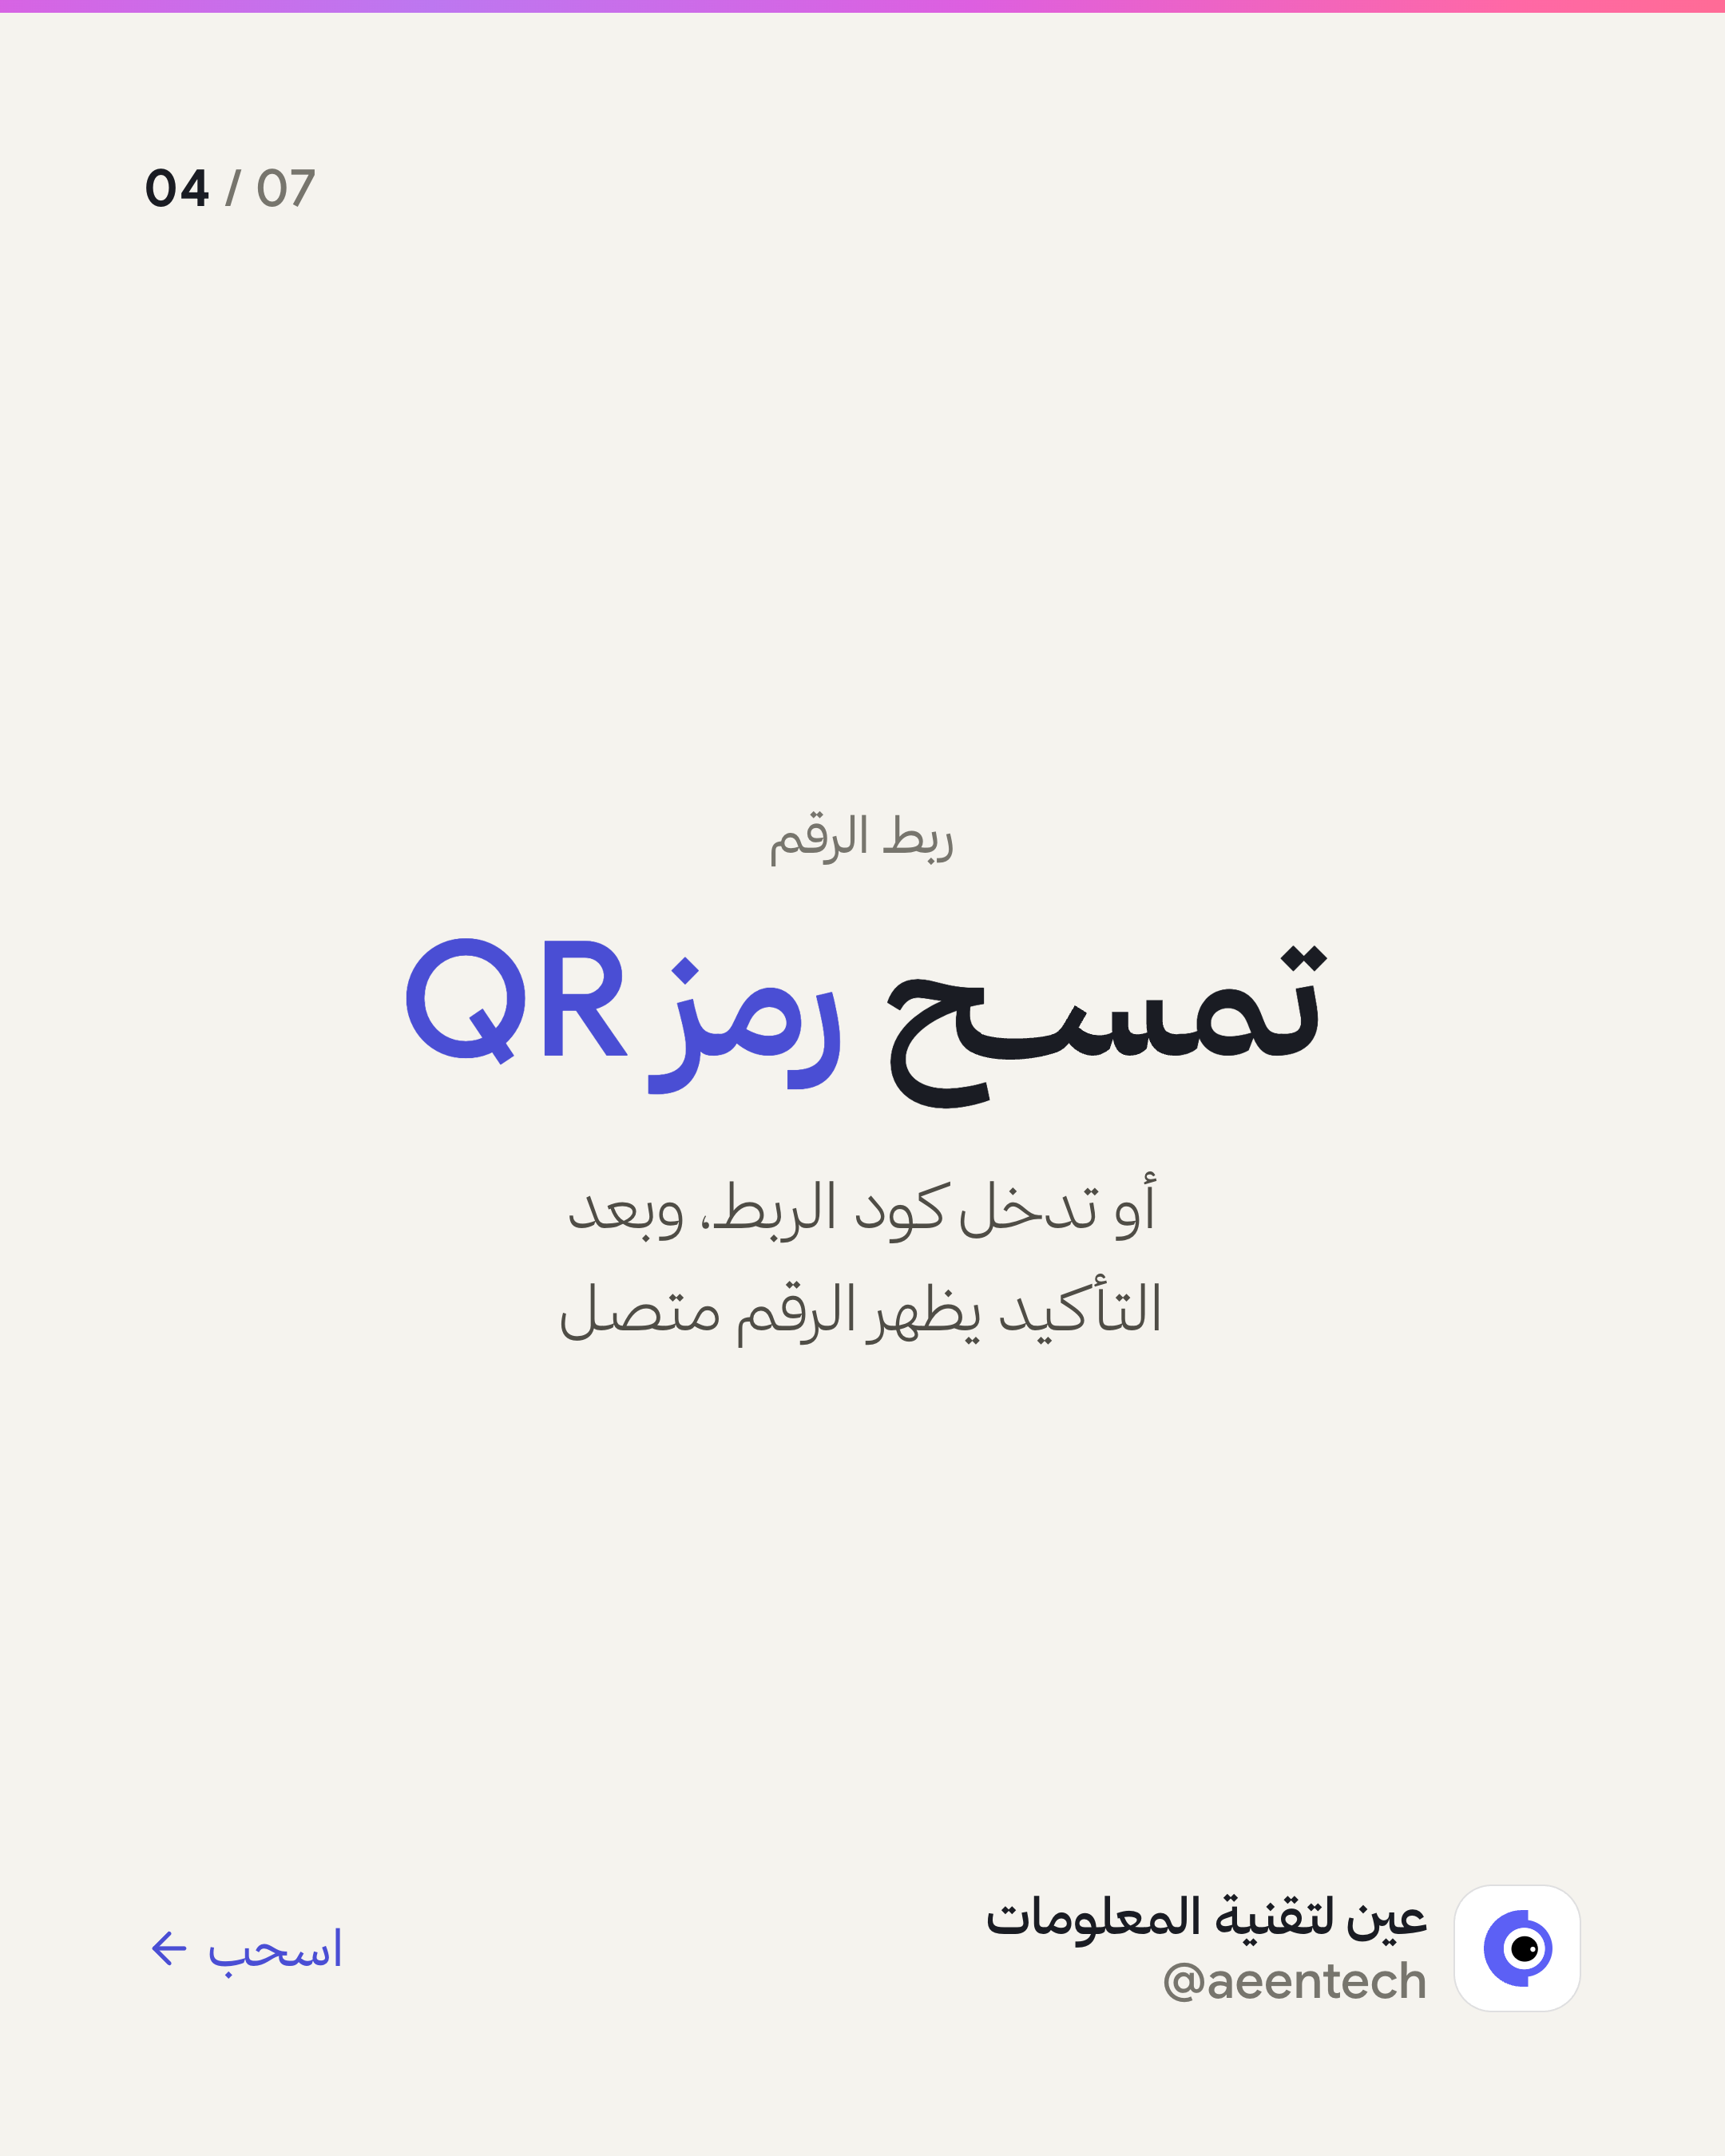 04 / 07
ربط الرقم
تمسح رمز QR
أو تدخل كود الربط، وبعد
التأكيد يظهر الرقم متصل
عين لتقنية المعلومات
@aeentech
اسحب ←